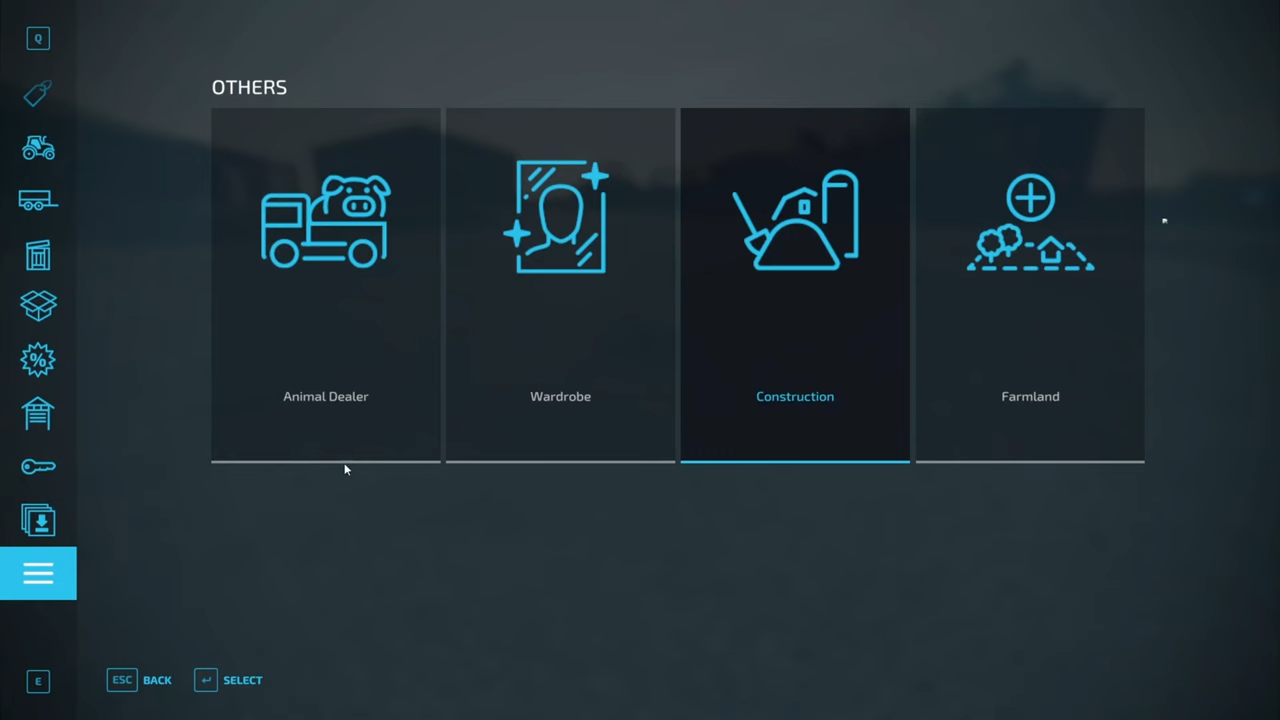 Q
OTHERS
%
Animal Dealer
Wardrobe
Construction
Farmland
E
ESC BACK
SELECT